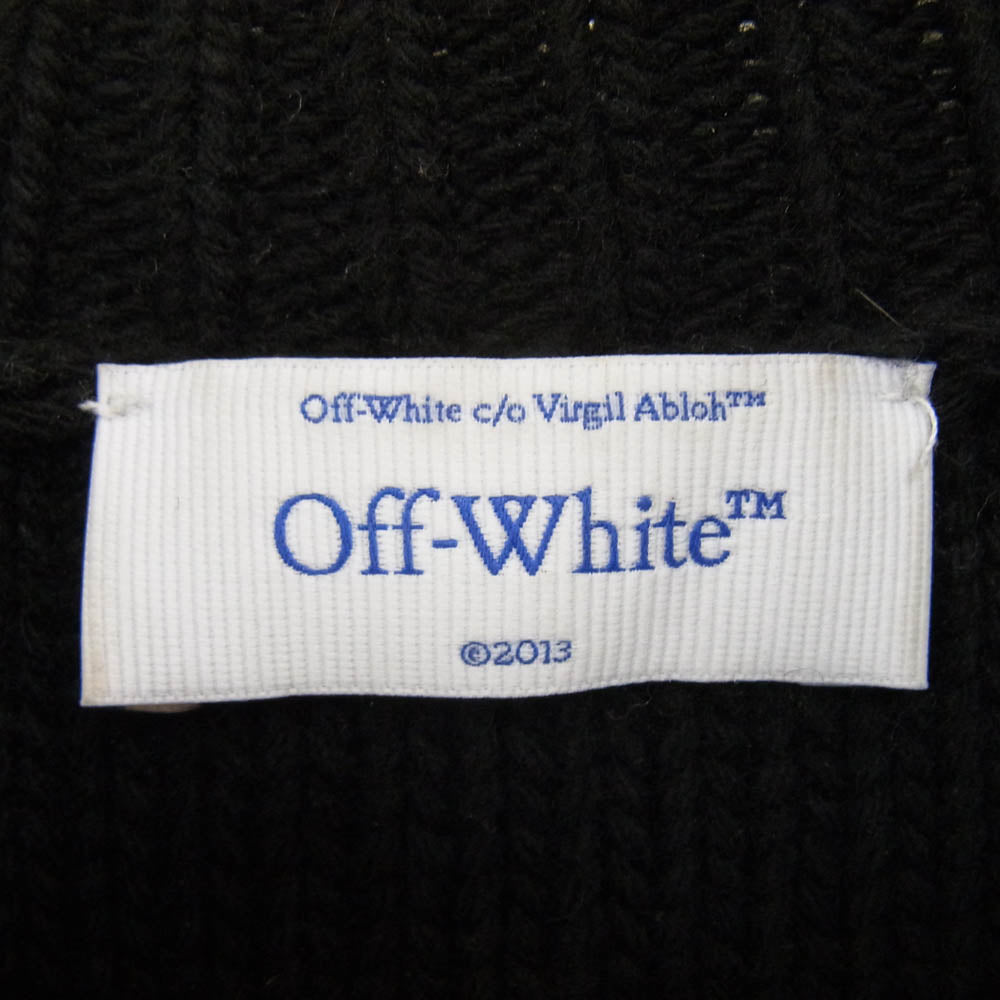 Off-White c/o Virgil Abloh™
Off-White™
©2013